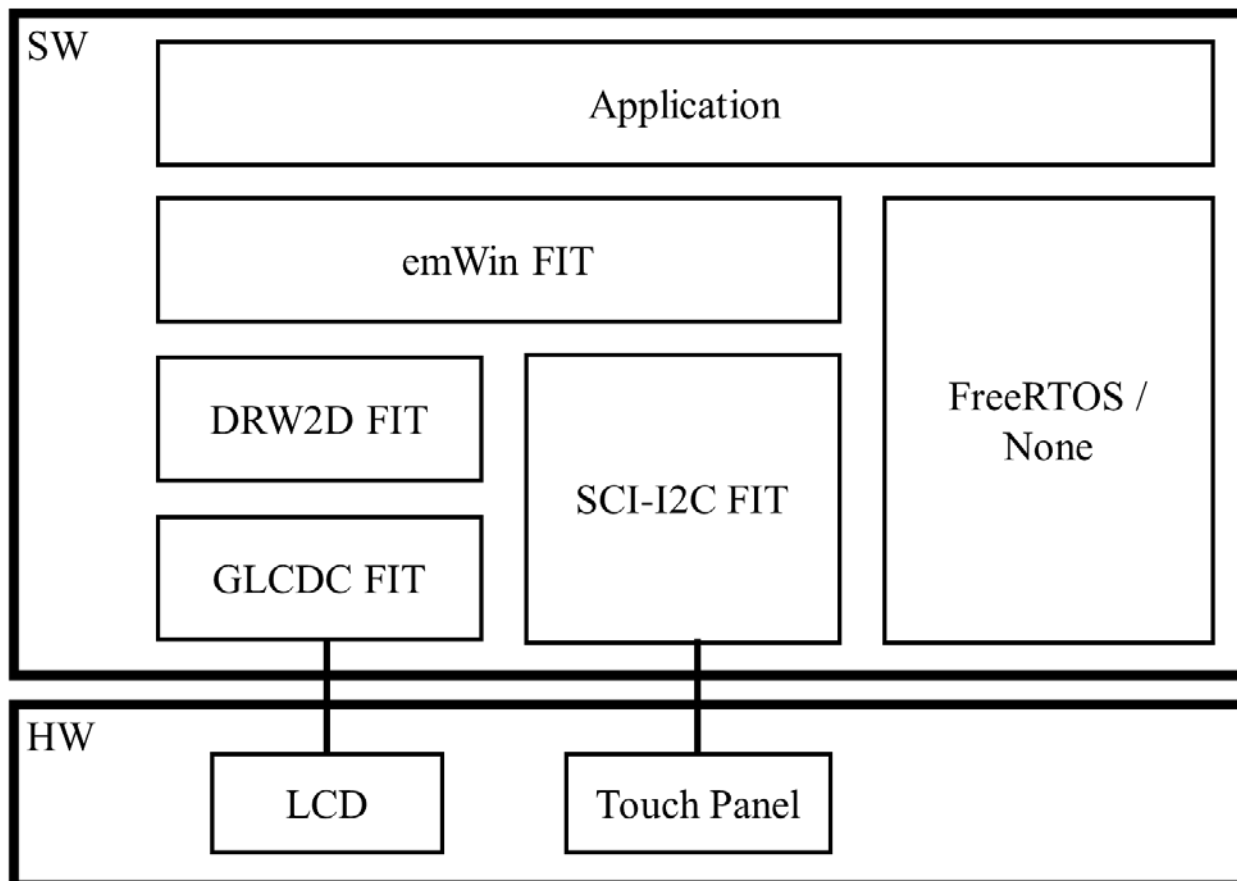 SW
Application
emWin FIT
DRW2D FIT
SCI-I2C FIT
FreeRTOS /
None
GLCDC FIT
HW
LCD
Touch Panel